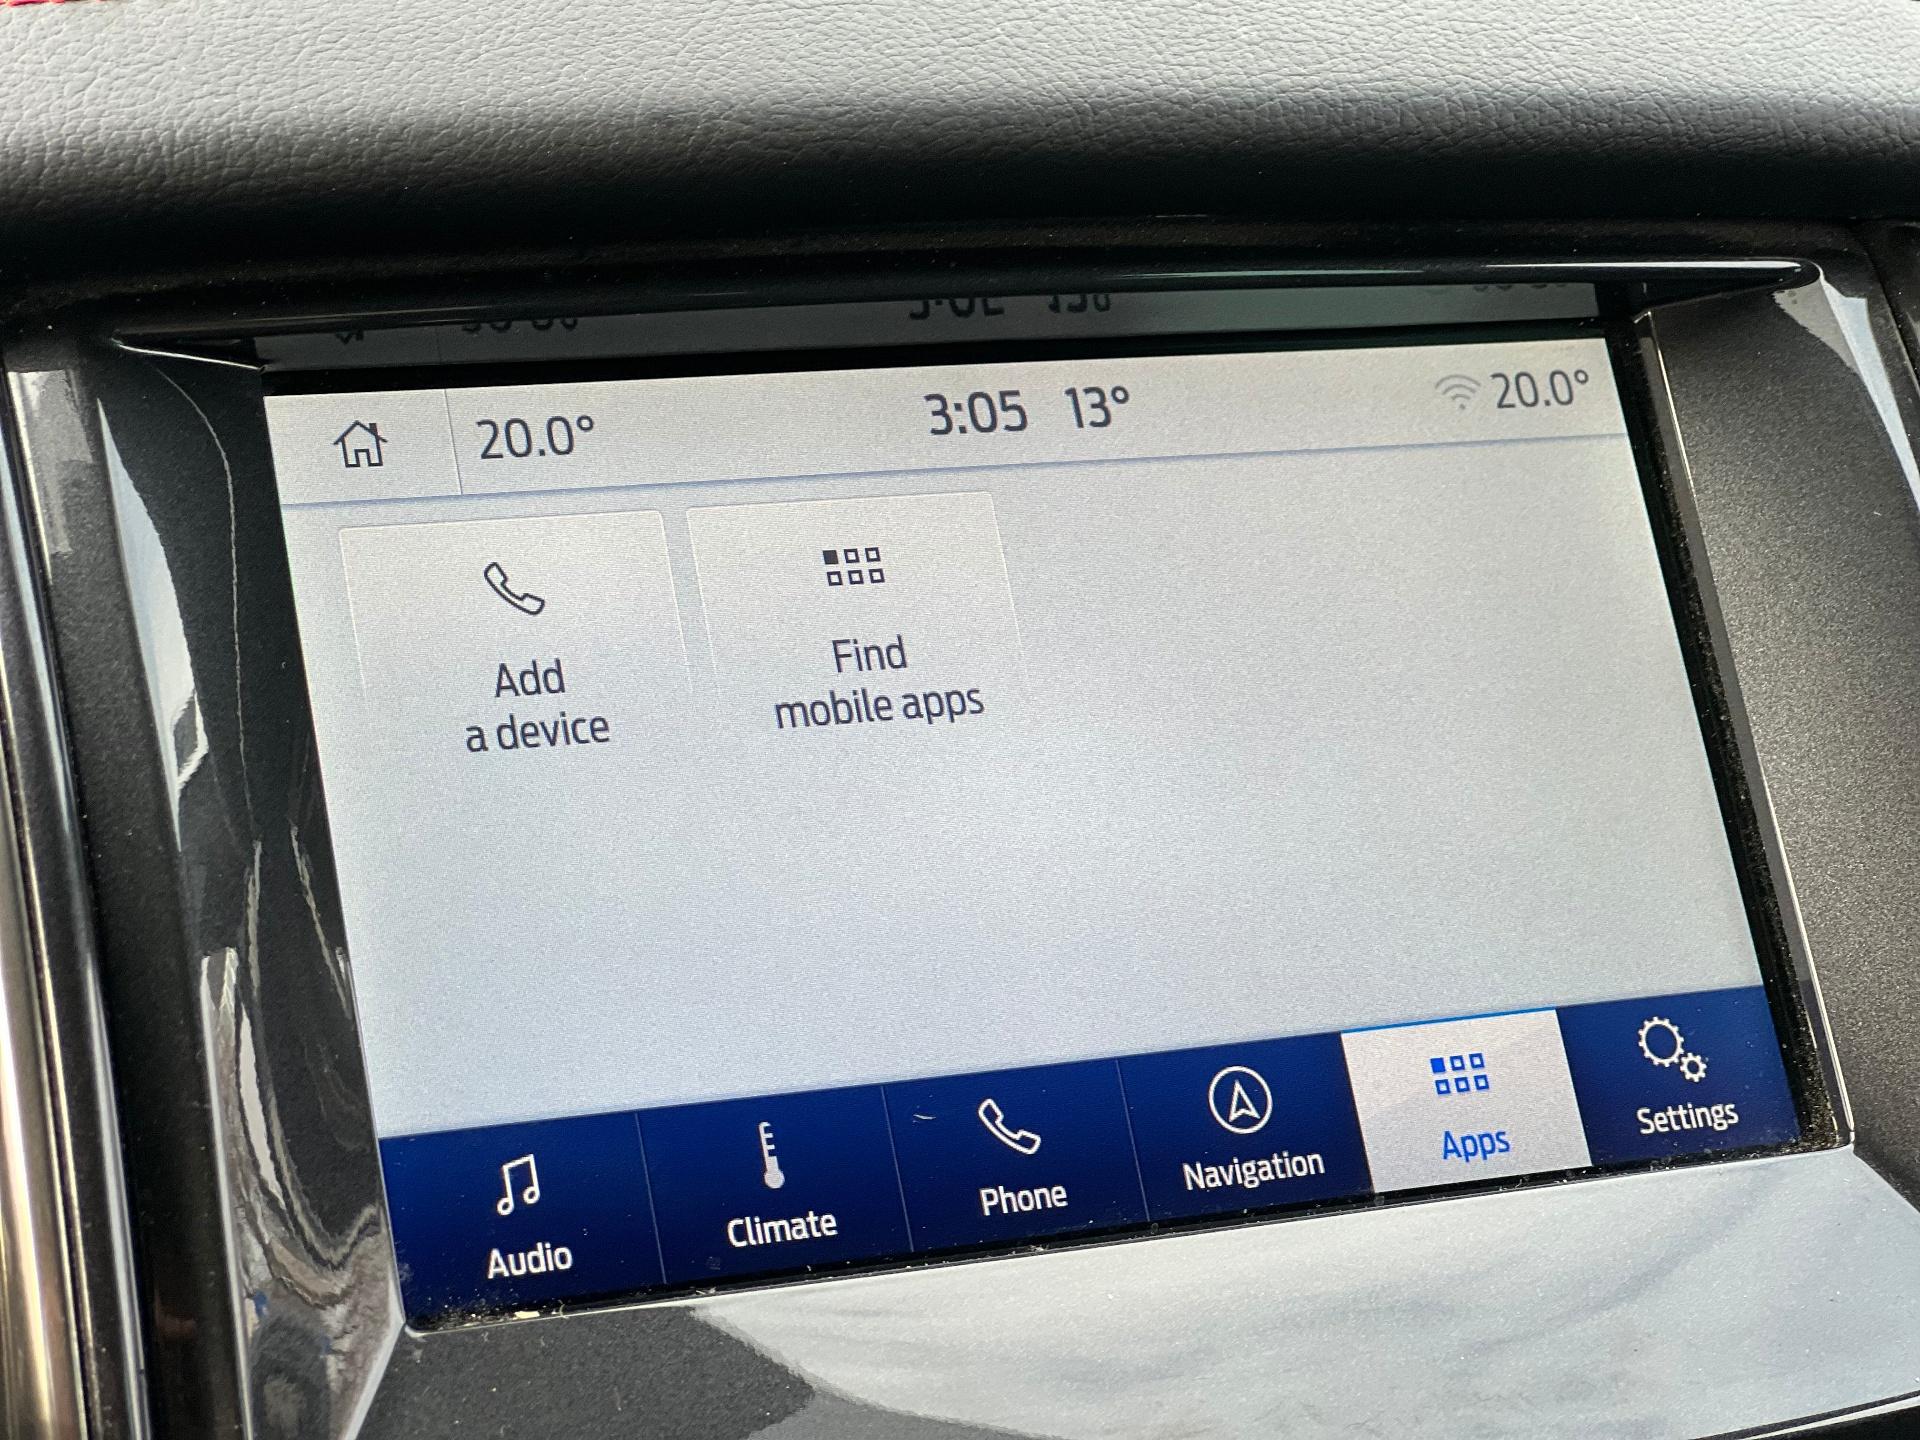 20.0° 3:05 13° 20.0°
Add
a device
Find
mobile apps
Audio
Climate
Phone
Navigation
Apps
Settings